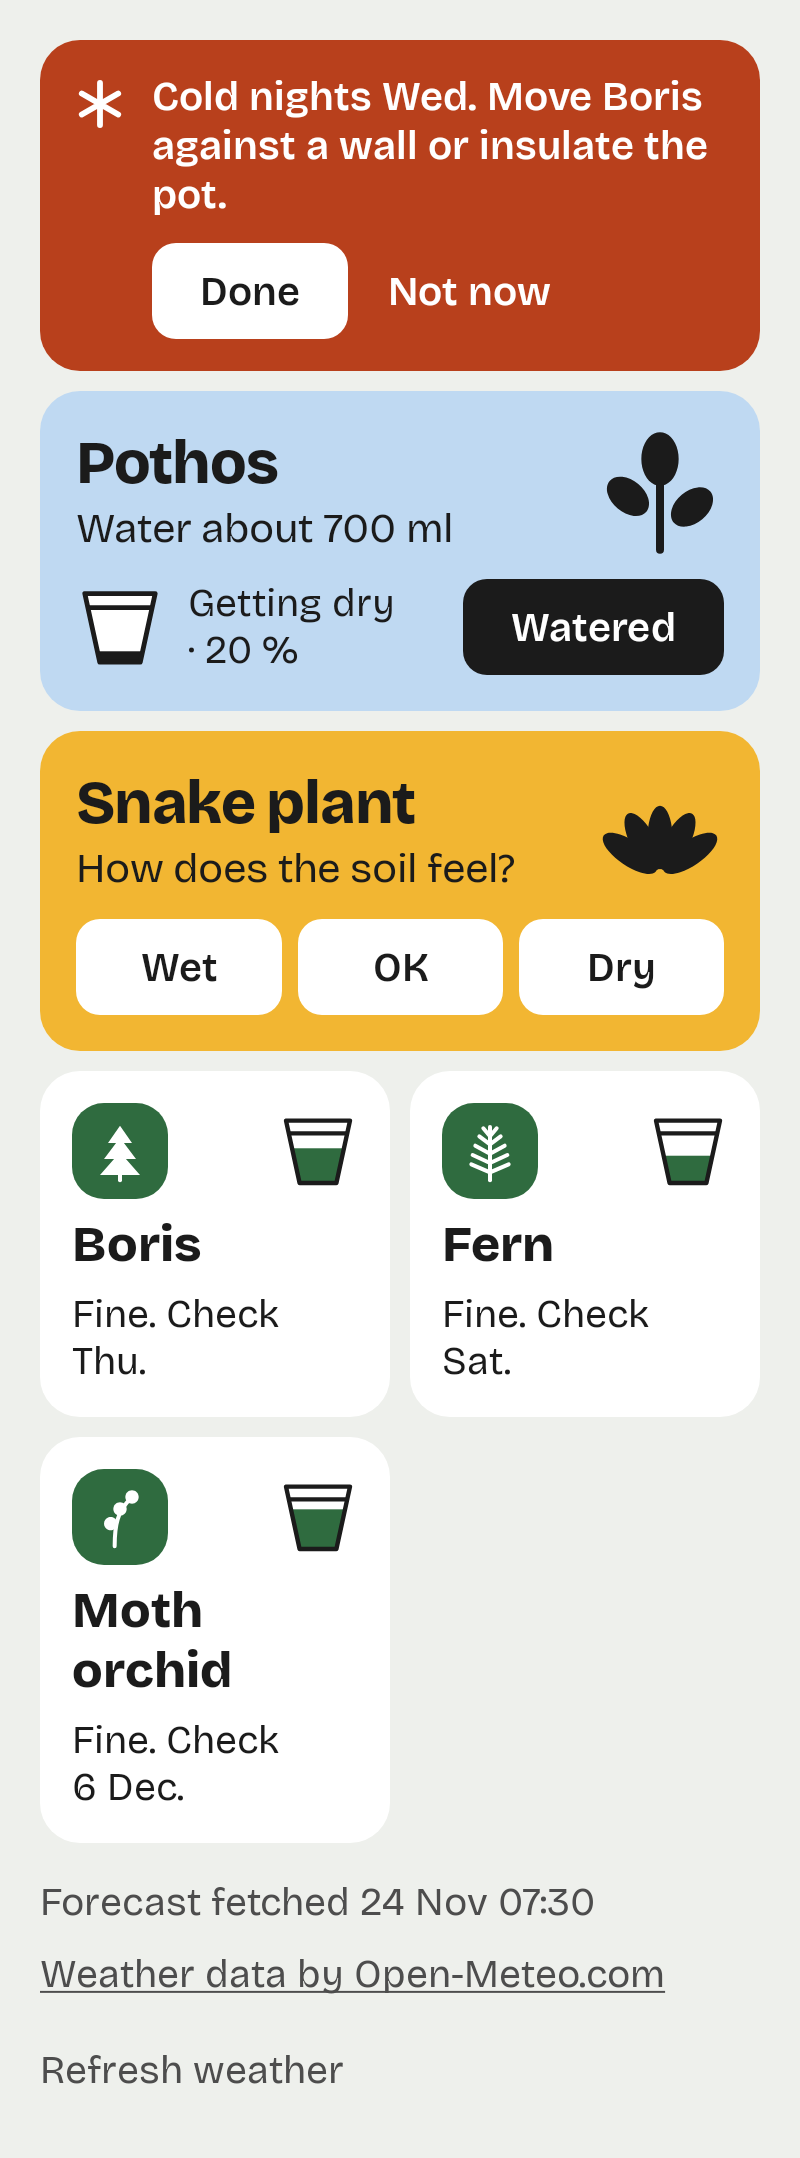 Cold nights Wed. Move Boris
against a wall or insulate the
pot.
Done
Not now
Pothos
Water about 700 ml
Getting dry
· 20 %
Watered
Snake plant
How does the soil feel?
Wet
OK
Dry
Boris
Fine. Check
Thu.
Fern
Fine. Check
Sat.
Moth
orchid
Fine. Check
6 Dec.
Forecast fetched 24 Nov 07:30
Weather data by Open-Meteo.com
Refresh weather